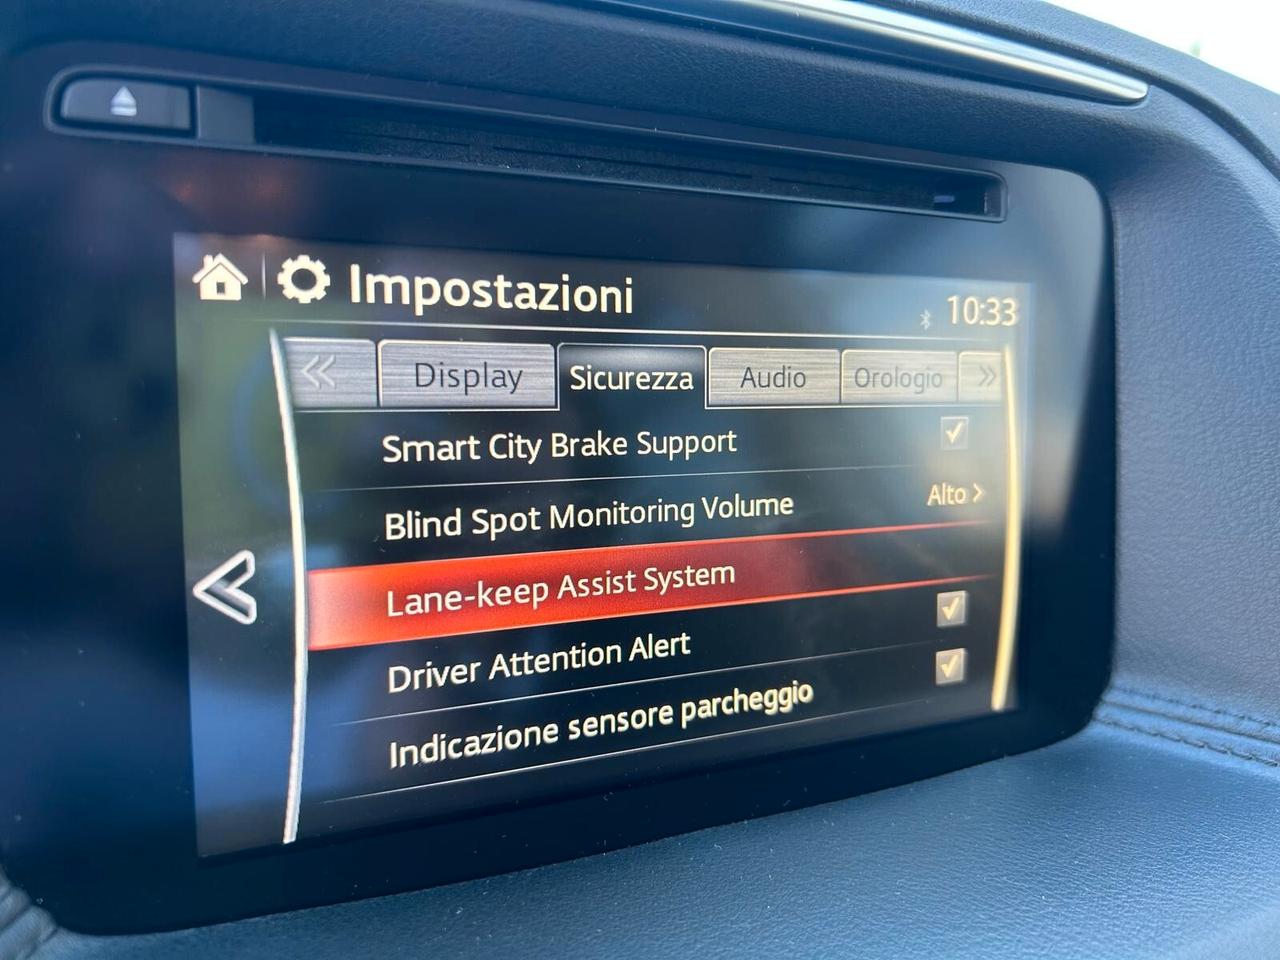 Impostazioni
10:33
Display
Sicurezza
Audio
Orologio
Smart City Brake Support
Blind Spot Monitoring Volume
Alto
Lane-keep Assist System
Driver Attention Alert
Indicazione sensore parcheggio